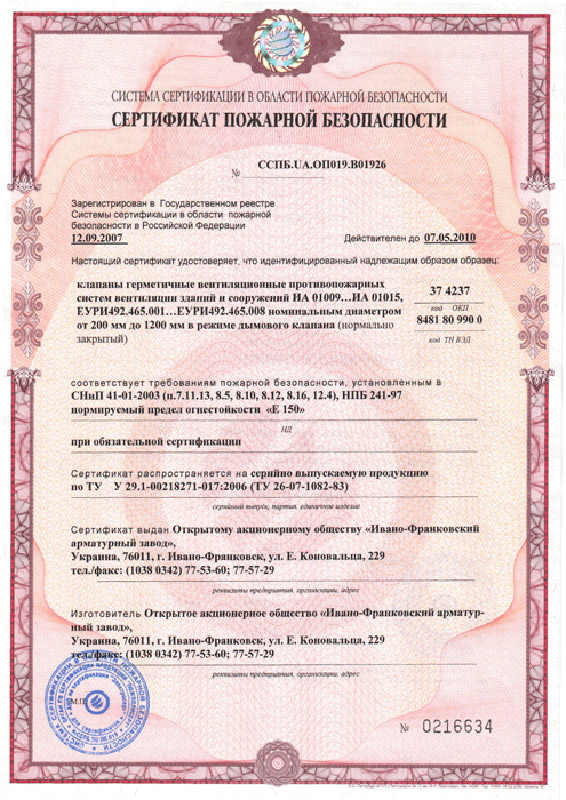 СИСТЕМА СЕРТИФИКАЦИИ В ОБЛАСТИ ПОЖАРНОЙ БЕЗОПАСНОСТИ
СЕРТИФИКАТ ПОЖАРНОЙ БЕЗОПАСНОСТИ
№ ССПБ.UA.ОП019.В01926
Зарегистрирован в Государственном реестре
Системы сертификации в области пожарной
безопасности в Российской Федерации
12.09.2007 Действителен до 07.05.2010
Настоящий сертификат удостоверяет, что идентифицированный надлежащим образом образец:
клапаны герметичные вентиляционные противопожарных
систем вентиляции зданий и сооружений ИА 01009…ИА 01015,
ЕУРИ492.465.001…ЕУРИ492.465.008 номинальным диаметром
от 200 мм до 1200 мм в режиме дымового клапана (нормально
закрытый)
37 4237
код ОКП
8481 80 990 0
код ТН ВЭД
соответствует требованиям пожарной безопасности, установленным в
СНиП 41-01-2003 (п.7.11.13, 8.5, 8.10, 8.12, 8.16, 12.4), НПБ 241-97
нормируемый предел огнестойкости «Е 150»
НД
при обязательной сертификации
Сертификат распространяется на серийно выпускаемую продукцию
по ТУ У 29.1-00218271-017:2006 (ТУ 26-07-1082-83)
серийный выпуск, партия, единичное изделие
Сертификат выдан Открытому акционерному обществу «Ивано-Франковский
арматурный завод»,
Украина, 76011, г. Ивано-Франковск, ул. Е. Коновальца, 229
тел./факс: (1038 0342) 77-53-60; 77-57-29
реквизиты предприятия, организации, адрес
Изготовитель Открытое акционерное общество «Ивано-Франковский арматур-
ный завод»,
Украина, 76011, г. Ивано-Франковск, ул. Е. Коновальца, 229
тел./факс: (1038 0342) 77-53-60; 77-57-29
реквизиты предприятия, организации, адрес
М.П.
№ 0216634